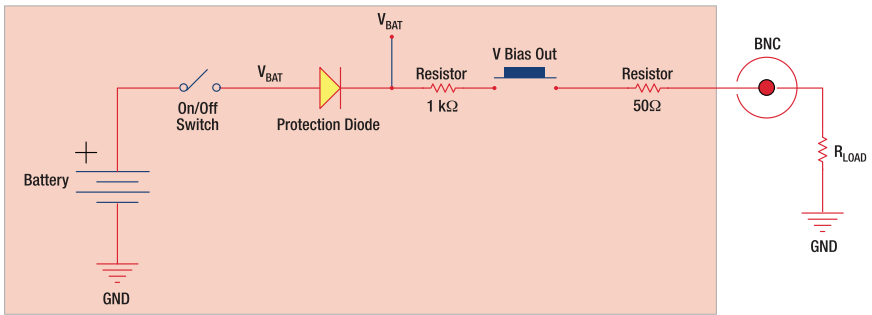 V_BAT
BNC
V Bias Out
V_BAT
Resistor
Resistor
On/Off
Switch
1 kΩ
50Ω
Protection Diode
+
R_LOAD
Battery
GND
GND